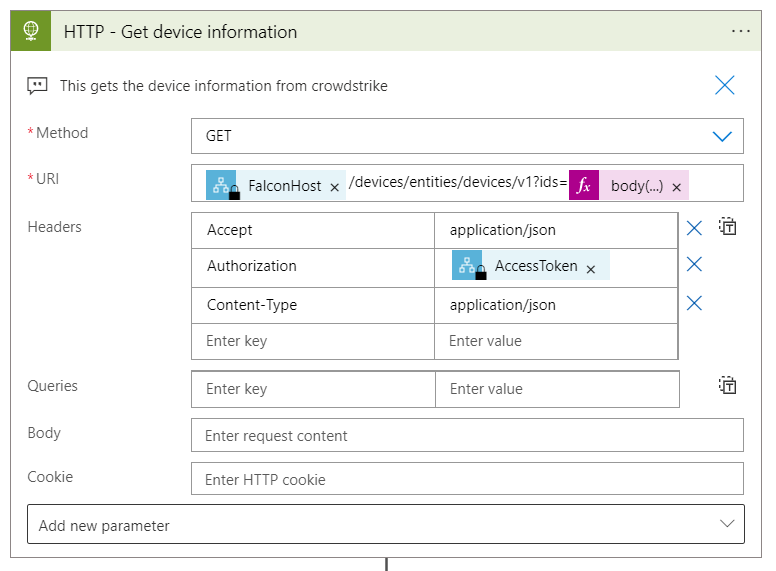 HTTP - Get device information
This gets the device information from crowdstrike
* Method
GET
* URI
FalconHost × /devices/entities/devices/v1?ids= fx body(...) ×
Headers
Accept application/json
Authorization AccessToken ×
Content-Type application/json
Enter key Enter value
Queries
Enter key Enter value
Body
Enter request content
Cookie
Enter HTTP cookie
Add new parameter